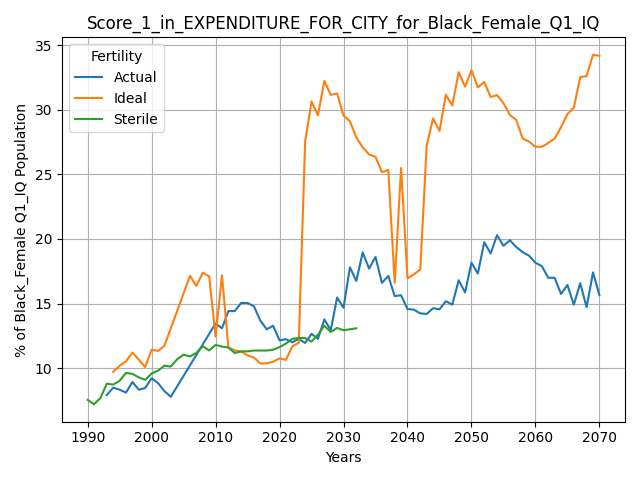 Score_1_in_EXPENDITURE_FOR_CITY_for_Black_Female_Q1_IQ
35
30
25
20
15
10
% of Black_Female Q1_IQ Population
Fertility
Actual
Ideal
Sterile
1990 2000 2010 2020 2030 2040 2050 2060 2070
Years